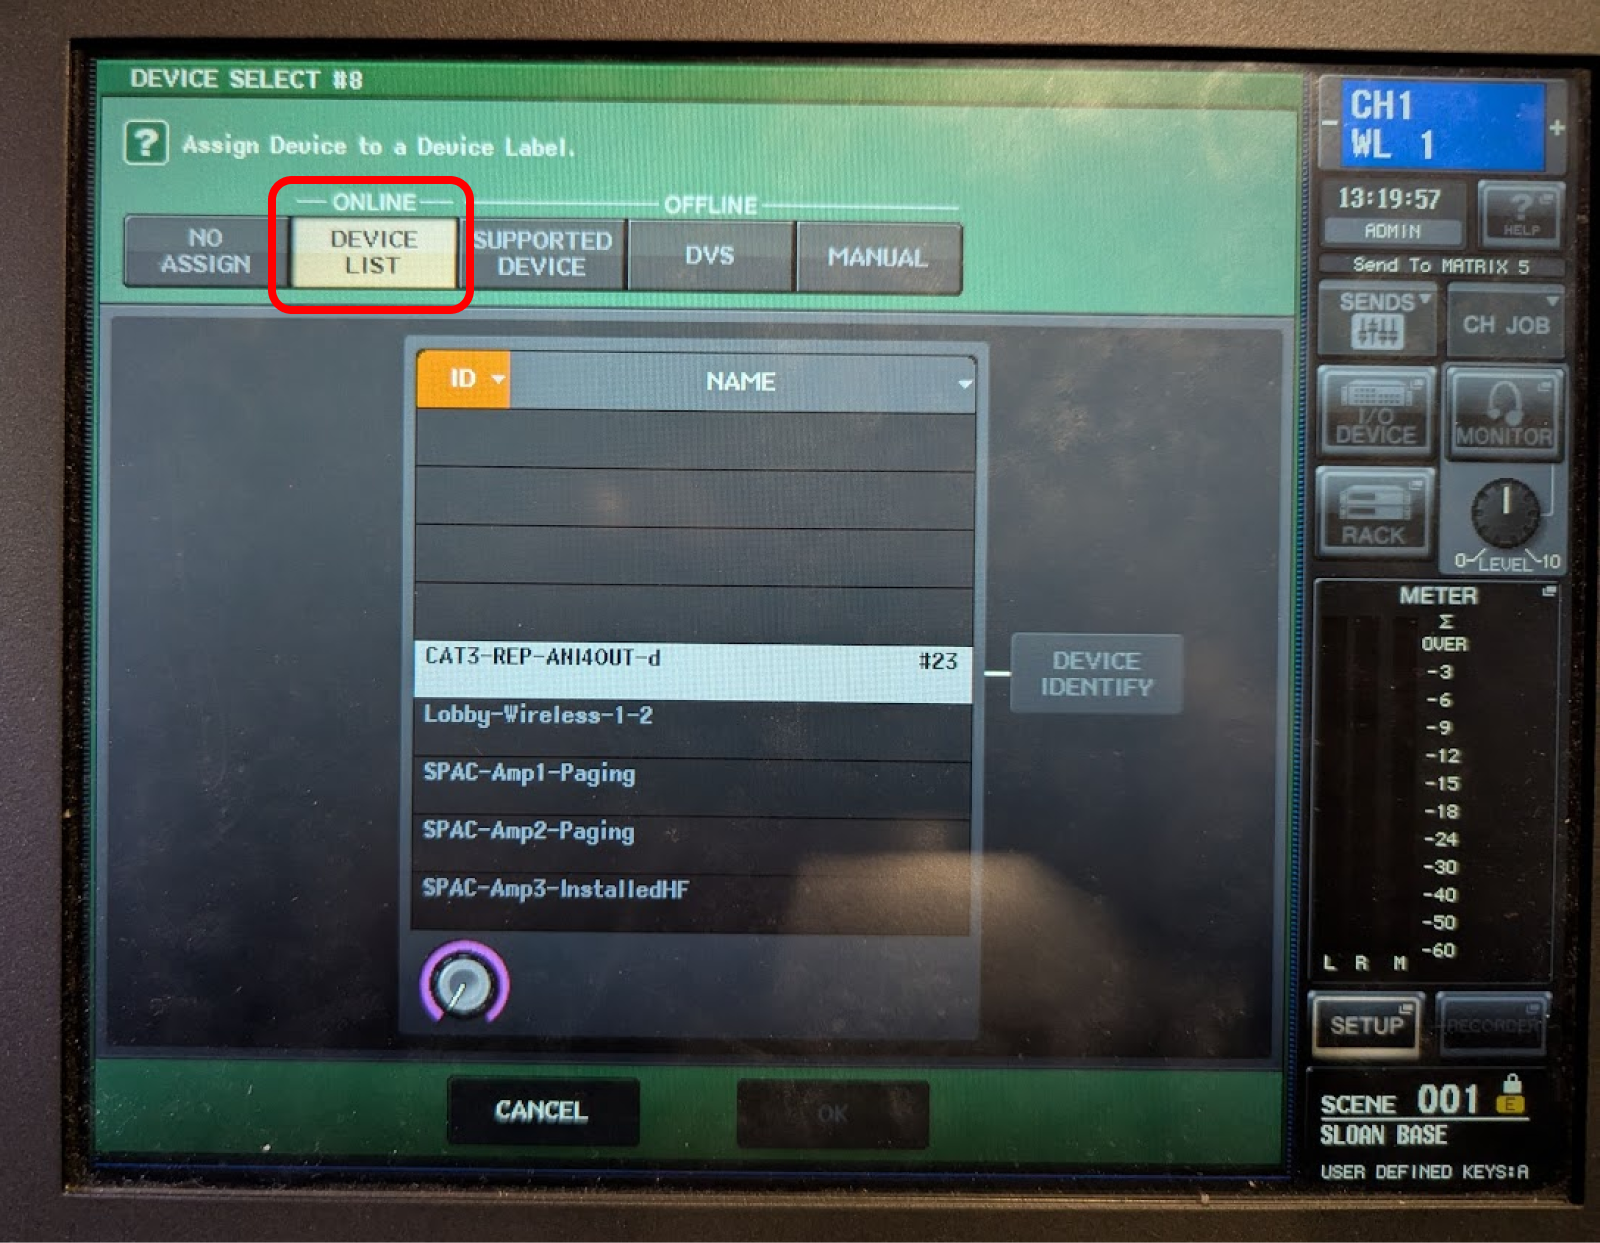 DEVICE SELECT #8
? Assign Device to a Device Label.
ONLINE
OFFLINE
NO ASSIGN
DEVICE LIST
SUPPORTED DEVICE
DVS
MANUAL
ID
NAME
CAT3-REP-ANI4OUT-d #23
Lobby-Wireless-1-2
SPAC-Amp1-Paging
SPAC-Amp2-Paging
SPAC-Amp3-InstalledHF
DEVICE IDENTIFY
CANCEL
OK
CH1
- WL 1 +
13:19:57
ADMIN
? HELP
Send To MATRIX 5
SENDS
CH JOB
I/O DEVICE
MONITOR
RACK
0 LEVEL 10
METER
Σ
OVER
-3
-6
-9
-12
-15
-18
-24
-30
-40
-50
-60
L R M
SETUP
RECORDER
SCENE 001 E
SLOAN BASE
USER DEFINED KEYS:A